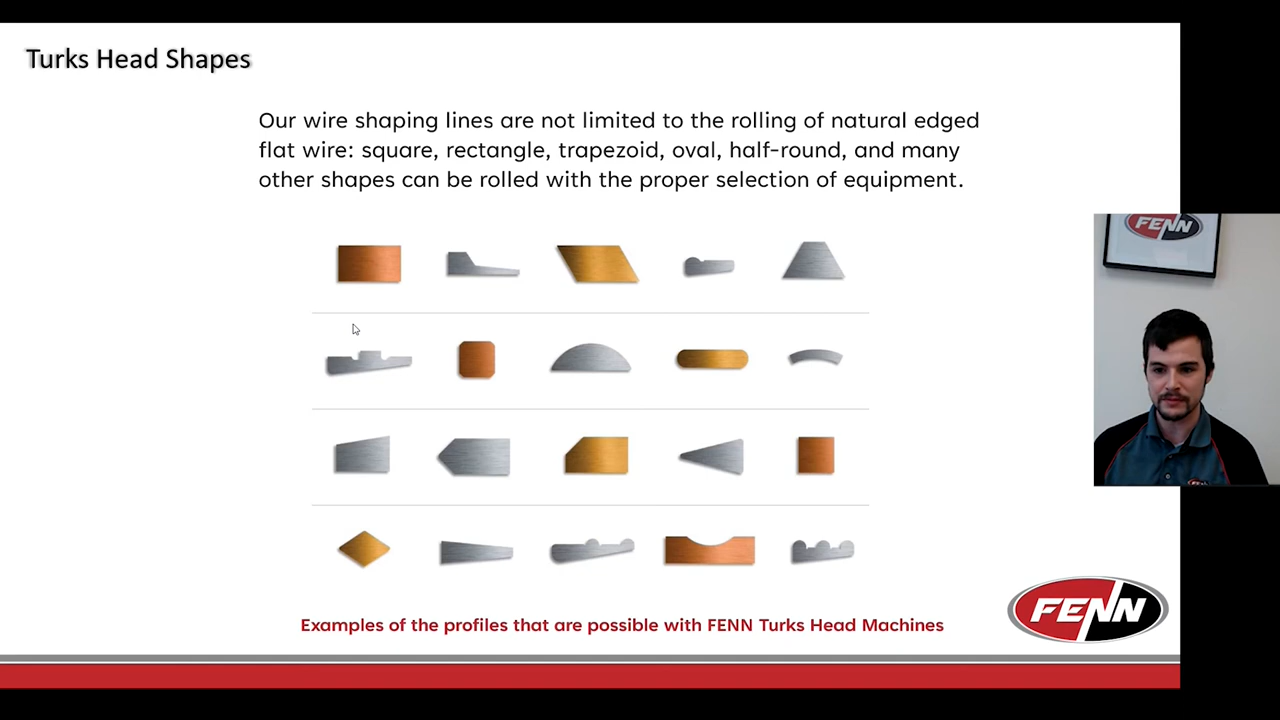 Turks Head Shapes
Our wire shaping lines are not limited to the rolling of natural edged
flat wire: square, rectangle, trapezoid, oval, half-round, and many
other shapes can be rolled with the proper selection of equipment.
FENN
FENN
Examples of the profiles that are possible with FENN Turks Head Machines